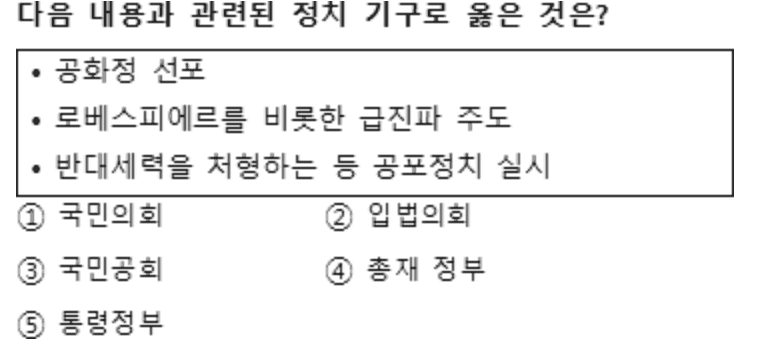 다음 내용과 관련된 정치 기구로 옳은 것은?
• 공화정 선포
• 로베스피에르를 비롯한 급진파 주도
• 반대세력을 처형하는 등 공포정치 실시
① 국민의회 ② 입법의회
③ 국민공회 ④ 총재 정부
⑤ 통령정부